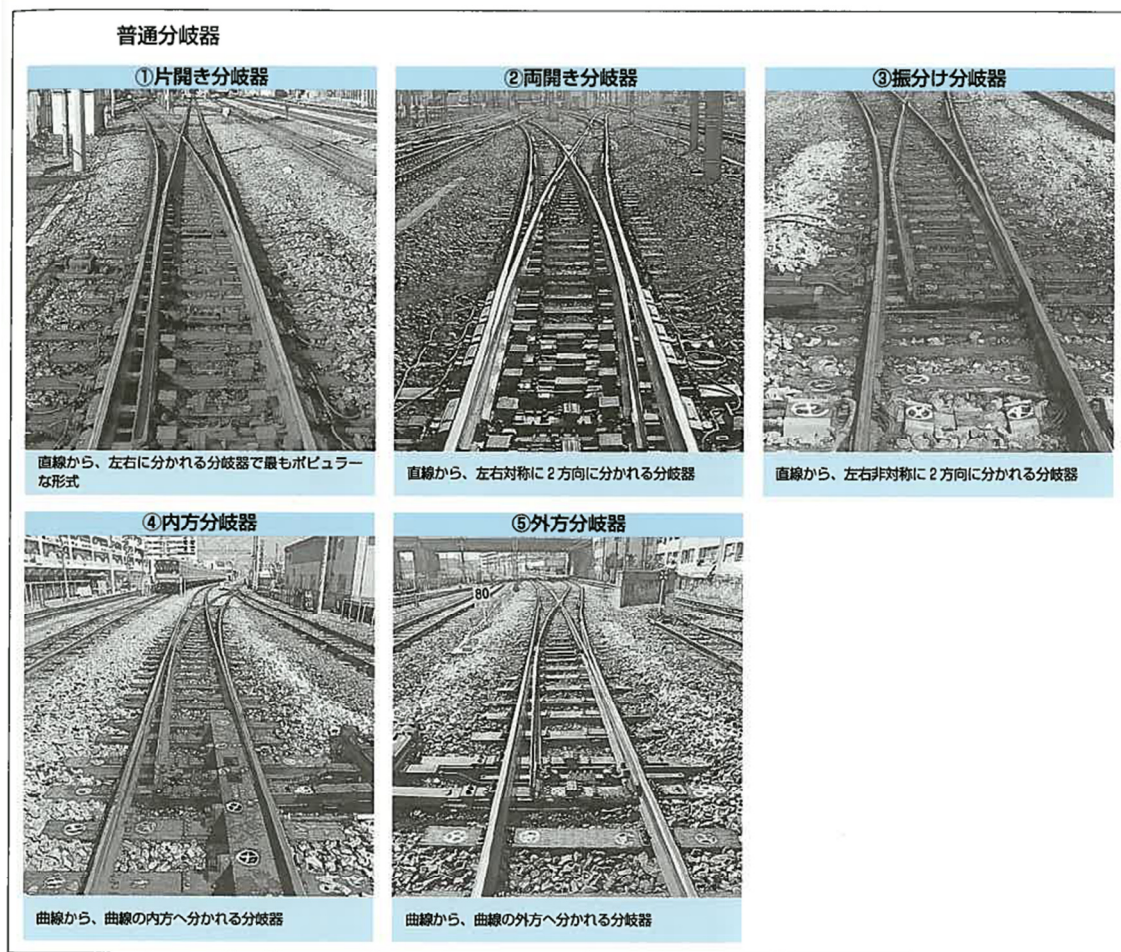 普通分岐器
①片開き分岐器
②両開き分岐器
③振分け分岐器
直線から、左右に分かれる分岐器で最もポピュラー
な形式
直線から、左右対称に2方向に分かれる分岐器
直線から、左右非対称に2方向に分かれる分岐器
④内方分岐器
⑤外方分岐器
80
曲線から、曲線の内方へ分かれる分岐器
曲線から、曲線の外方へ分かれる分岐器